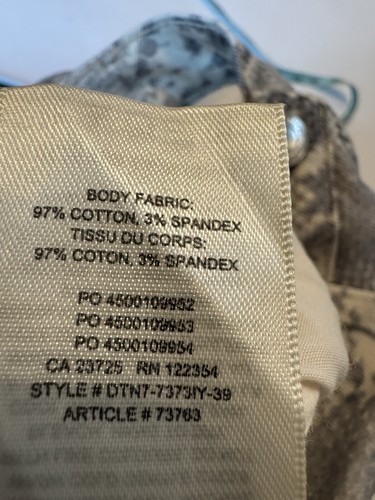 BODY FABRIC:
97% COTTON, 3% SPANDEX
TISSU DU CORPS:
97% COTON, 3% SPANDEX
PO 4500109952
PO 4500109953
PO 4500109954
CA 23725 RN 122354
STYLE # DTN7-7373IY-39
ARTICLE # 73763